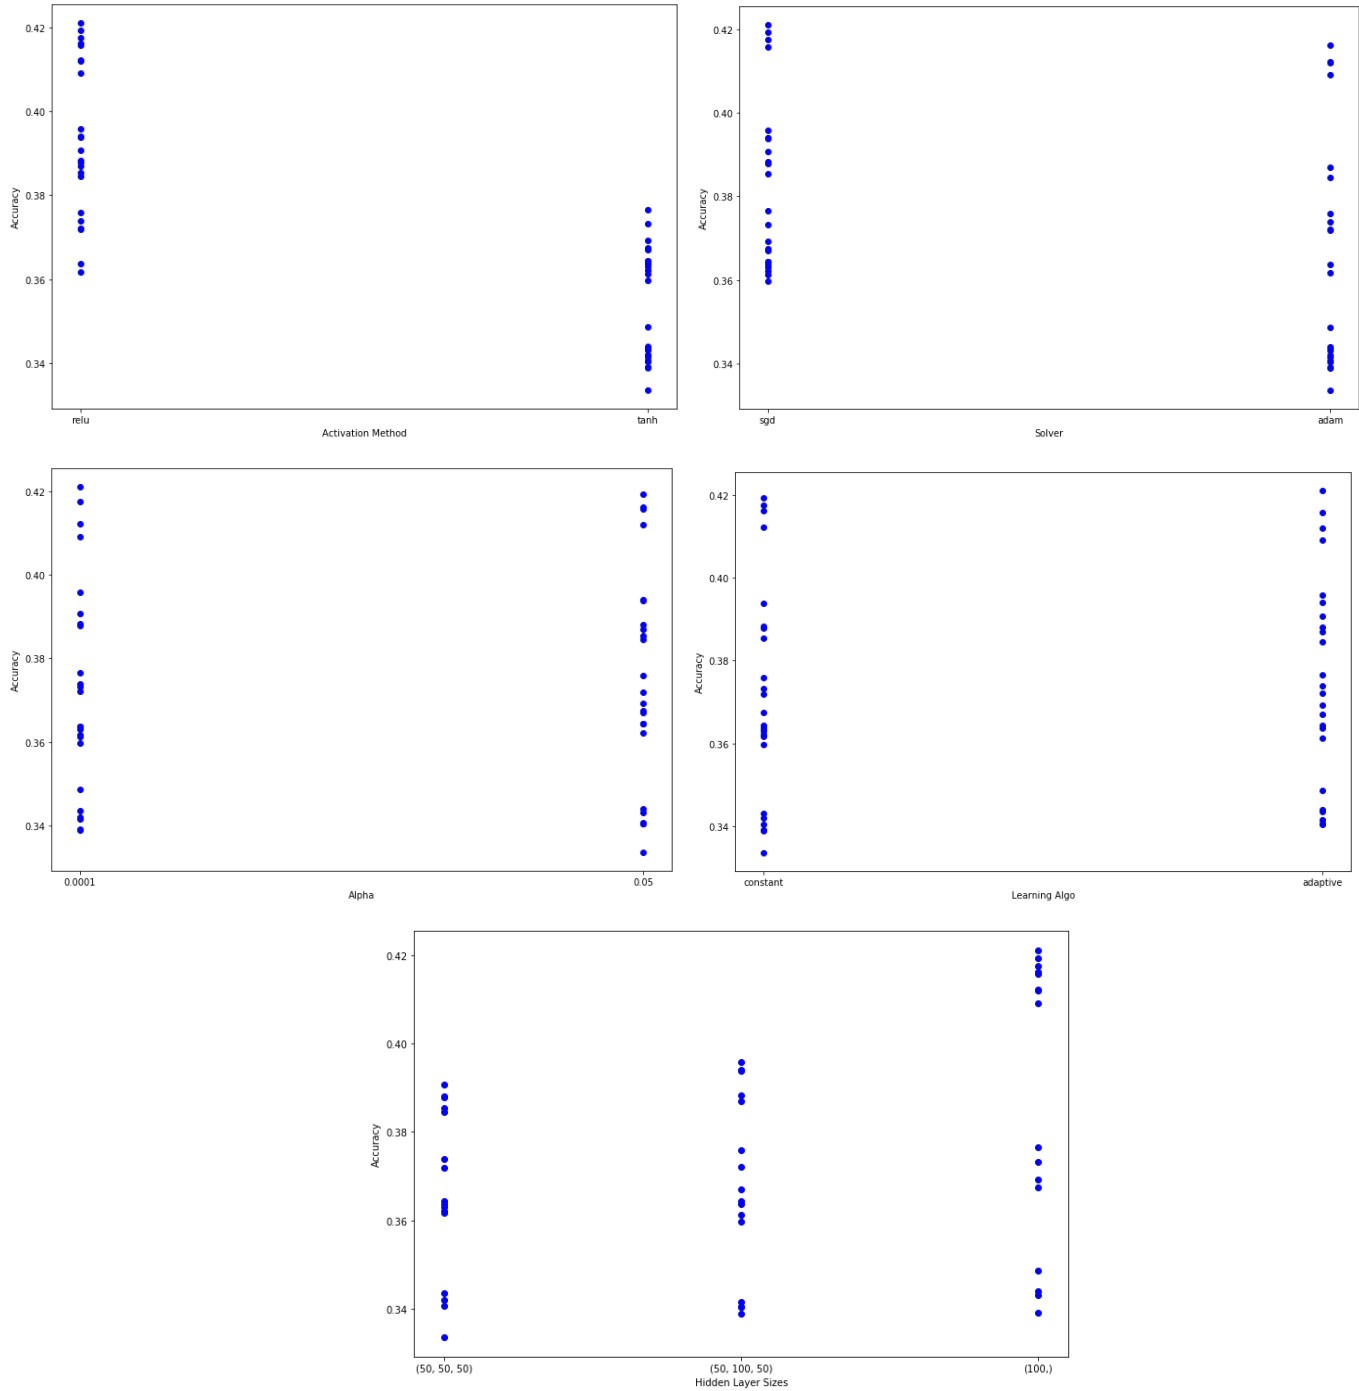 0.42
0.40
0.38
0.36
0.34
Accuracy
relu
tanh
Activation Method
0.42
0.40
0.38
0.36
0.34
Accuracy
sgd
adam
Solver
0.42
0.40
0.38
0.36
0.34
Accuracy
0.0001
0.05
Alpha
0.42
0.40
0.38
0.36
0.34
Accuracy
constant
adaptive
Learning Algo
0.42
0.40
0.38
0.36
0.34
Accuracy
(50, 50, 50)
(50, 100, 50)
(100,)
Hidden Layer Sizes